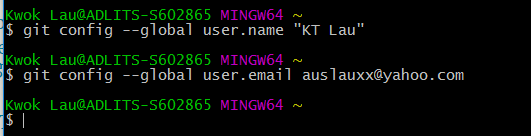 Kwok Lau@ADLITS-S602865 MINGW64 ~
$ git config --global user.name "KT Lau"
Kwok Lau@ADLITS-S602865 MINGW64 ~
$ git config --global user.email auslauxx@yahoo.com
Kwok Lau@ADLITS-S602865 MINGW64 ~
$